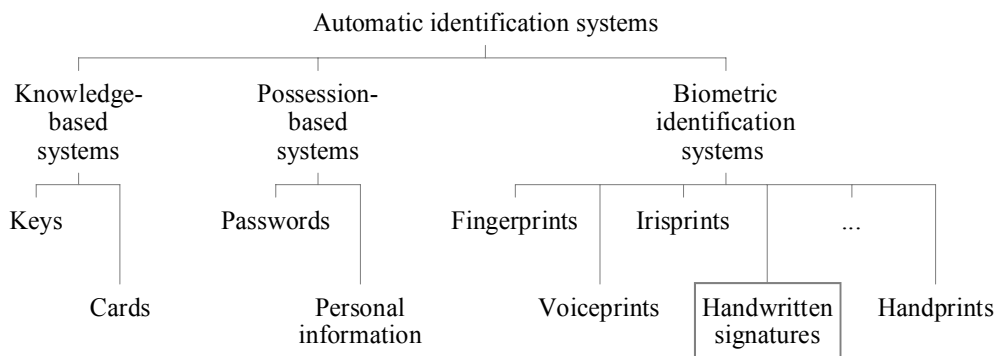 Automatic identification systems
Knowledge-
based
systems
Possession-
based
systems
Biometric
identification
systems
Keys
Passwords
Fingerprints
Irisprints
...
Cards
Personal
information
Voiceprints
Handwritten
signatures
Handprints